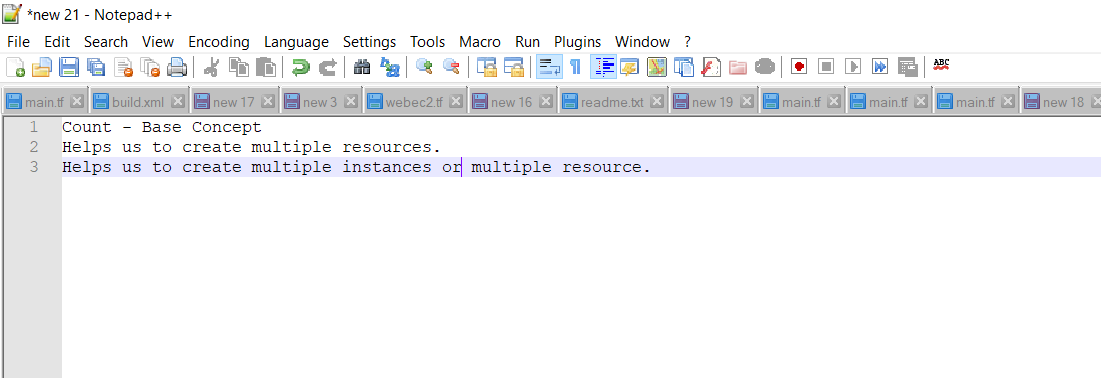 *new 21 - Notepad++
File Edit Search View Encoding Language Settings Tools Macro Run Plugins Window ?
ABC
main.tf build.xml new 17 new 3 webec2.tf new 16 readme.txt new 19 main.tf main.tf main.tf new 18
1 Count - Base Concept
2 Helps us to create multiple resources.
3 Helps us to create multiple instances or multiple resource.